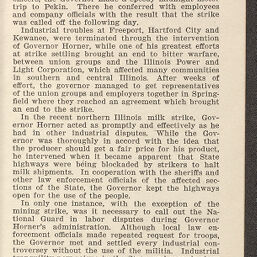 trip to Pekin. There he conferred with employees
and company officials with the result that the strike
was called off the following day.
Industrial troubles at Freeport, Hartford City and
Kewanee, were terminated through the intervention
of Governor Horner, while one of his greatest efforts
at strike settling brought an end to bitter warfare,
between union groups and the Illinois Power and
Light Corporation, which affected many communities
in southern and central Illinois. After weeks of
effort, the governor managed to get representatives
of the union groups and employers together in Spring-
field where they reached an agreement which brought
an end to the strike.
In the recent northern Illinois milk strike, Gov-
ernor Horner acted as promptly and effectively as he
had in other industrial disputes. While the Gov-
ernor was thoroughly in accord with the idea that
the producer should get a fair price for his product,
he intervened when it became apparent that State
highways were being blockaded by strikers to halt
milk shipments. In cooperation with the sheriffs and
other law enforcement officials of the affected sec-
tions of the State, the Governor kept the highways
open for the use of the people.
In only one instance, with the exception of the
mining strike, was it necessary to call out the Na-
tional Guard in labor disputes during Governor
Horner's administration. Although local law en-
forcement officials made repeated request for troops,
the Governor met and settled every industrial con-
troversy without the use of the militia. Industrial